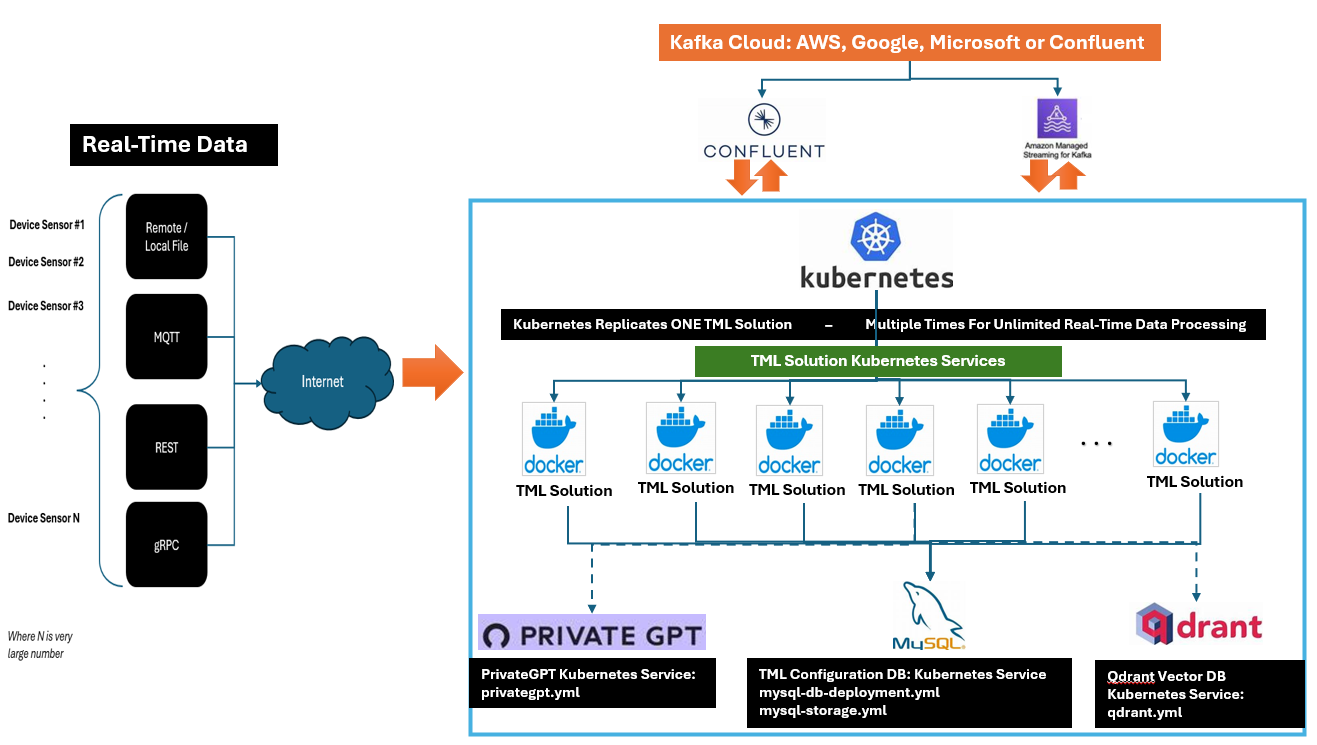 Kafka Cloud: AWS, Google, Microsoft or Confluent
CONFLUENT
Amazon Managed
Streaming for Kafka
Real-Time Data
Device Sensor #1
Device Sensor #2
Device Sensor #3
.
.
.
.
Device Sensor N
Where N is very
large number
Remote /
Local File
MQTT
REST
gRPC
Internet
kubernetes
Kubernetes Replicates ONE TML Solution – Multiple Times For Unlimited Real-Time Data Processing
TML Solution Kubernetes Services
docker
docker
docker
docker
docker
. . .
docker
TML Solution
TML Solution
TML Solution
TML Solution
TML Solution
TML Solution
PRIVATE GPT
MySQL
qdrant
PrivateGPT Kubernetes Service:
privategpt.yml
TML Configuration DB: Kubernetes Service
mysql-db-deployment.yml
mysql-storage.yml
Qdrant Vector DB
Kubernetes Service:
qdrant.yml